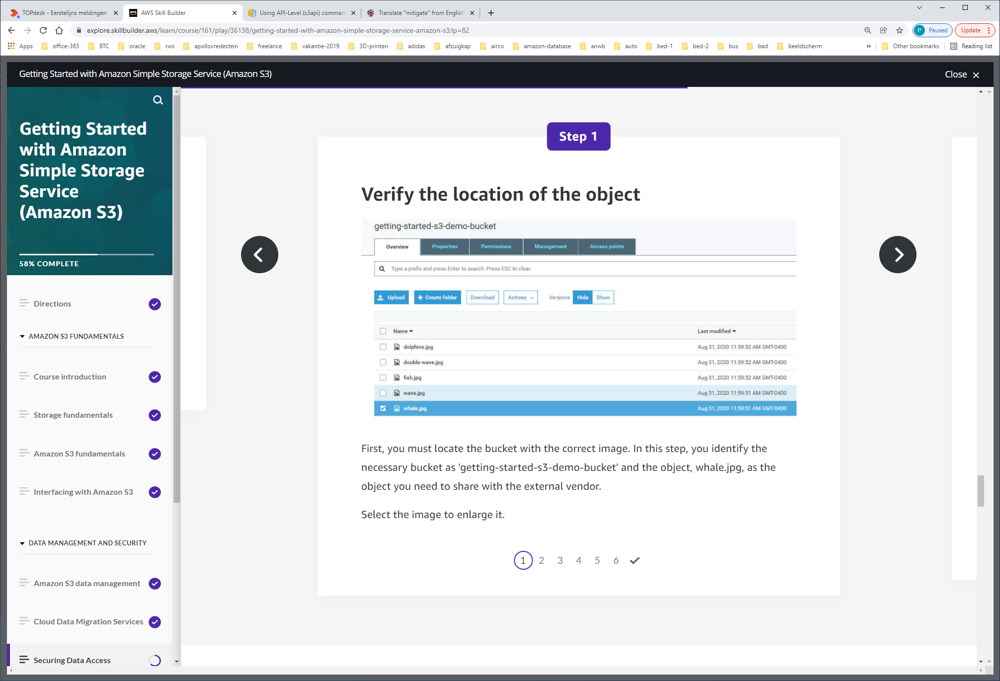 TOPdesk - Eerstelijns meldingen
AWS Skill Builder
Using API-Level (s3api) comman
Translate "mitigate" from English
explore.skillbuilder.aws/learn/course/161/play/36138/getting-started-with-amazon-simple-storage-service-amazon-s3;lp=82
P Paused
Update
Apps office-365 BTC oracle rws apollovredestein freelance vakantie-2019 3D-printen adidas afzuigkap airco amazon-database anwb auto bed-1 bed-2 bus bad beeldscherm » Other bookmarks Reading list
Getting Started with Amazon Simple Storage Service (Amazon S3)
Close
Getting Started
with Amazon
Simple Storage
Service
(Amazon S3)
58% COMPLETE
Directions
AMAZON S3 FUNDAMENTALS
Course introduction
Storage fundamentals
Amazon S3 fundamentals
Interfacing with Amazon S3
DATA MANAGEMENT AND SECURITY
Amazon S3 data management
Cloud Data Migration Services
Securing Data Access
Step 1
Verify the location of the object
getting-started-s3-demo-bucket
Overview Properties Permissions Management Access points
Type a prefix and press Enter to search. Press ESC to clear.
Upload + Create folder Download Actions Versions Hide Show
Name Last modified
dolphins.jpg Aug 31, 2020 11:59:52 AM GMT-0400
double-wave.jpg Aug 31, 2020 11:59:52 AM GMT-0400
fish.jpg Aug 31, 2020 11:59:52 AM GMT-0400
wave.jpg Aug 31, 2020 11:59:51 AM GMT-0400
whale.jpg Aug 31, 2020 11:59:51 AM GMT-0400
First, you must locate the bucket with the correct image. In this step, you identify the
necessary bucket as 'getting-started-s3-demo-bucket' and the object, whale.jpg, as the
object you need to share with the external vendor.
Select the image to enlarge it.
1 2 3 4 5 6